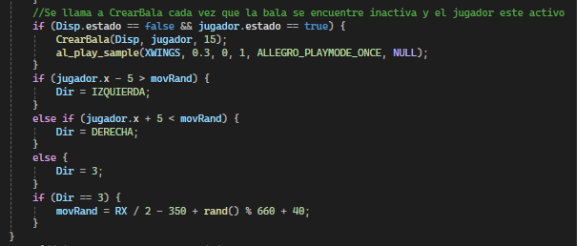 }
//Se llama a CrearBala cada vez que la bala se encuentre inactiva y el jugador este activo
if (Disp.estado == false && jugador.estado == true) {
CrearBala(Disp, jugador, 15);
al_play_sample(XWINGS, 0.3, 0, 1, ALLEGRO_PLAYMODE_ONCE, NULL);
}
if (jugador.x - 5 > movRand) {
Dir = IZQUIERDA;
}
else if (jugador.x + 5 < movRand) {
Dir = DERECHA;
}
else {
Dir = 3;
}
if (Dir == 3) {
movRand = RX / 2 - 350 + rand() % 660 + 40;
}
}